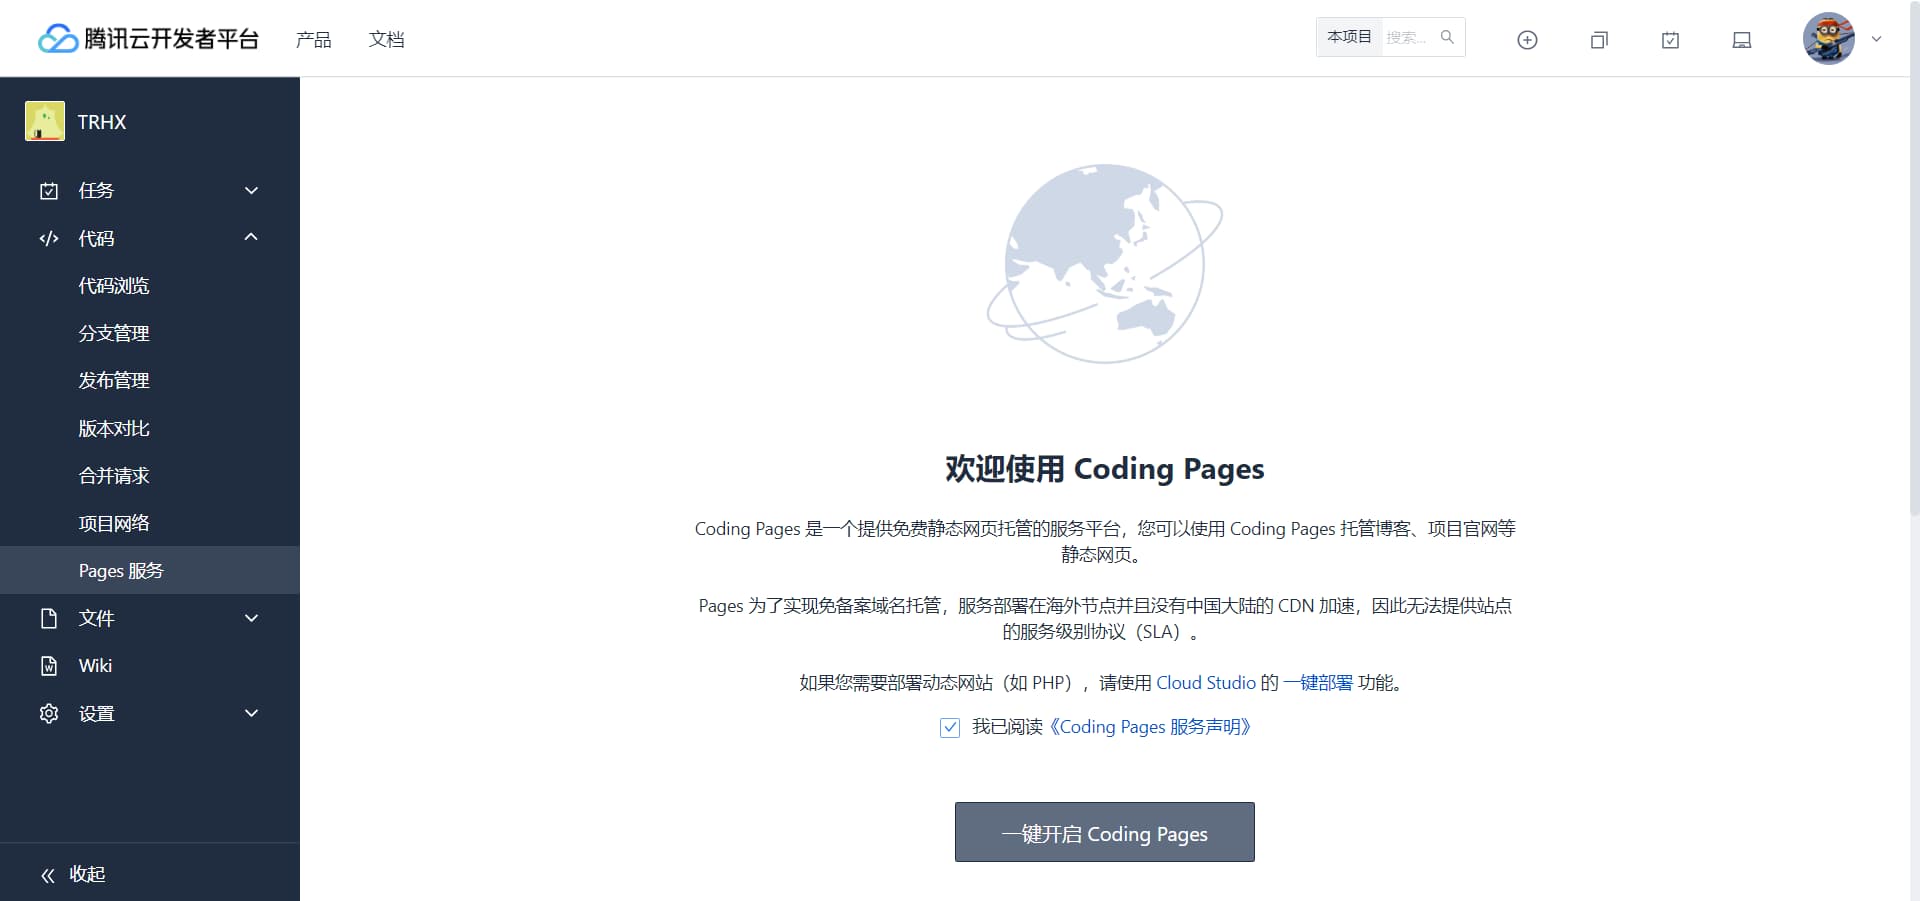 腾讯云开发者平台
产品
文档
本项目
搜索...
TRHX
任务
代码
代码浏览
分支管理
发布管理
版本对比
合并请求
项目网络
Pages 服务
文件
Wiki
设置
收起
欢迎使用 Coding Pages
Coding Pages 是一个提供免费静态网页托管的服务平台，您可以使用 Coding Pages 托管博客、项目官网等
静态网页。
Pages 为了实现免备案域名托管，服务部署在海外节点并且没有中国大陆的 CDN 加速，因此无法提供站点
的服务级别协议（SLA）。
如果您需要部署动态网站（如 PHP），请使用 Cloud Studio 的 一键部署 功能。
我已阅读《Coding Pages 服务声明》
一键开启 Coding Pages